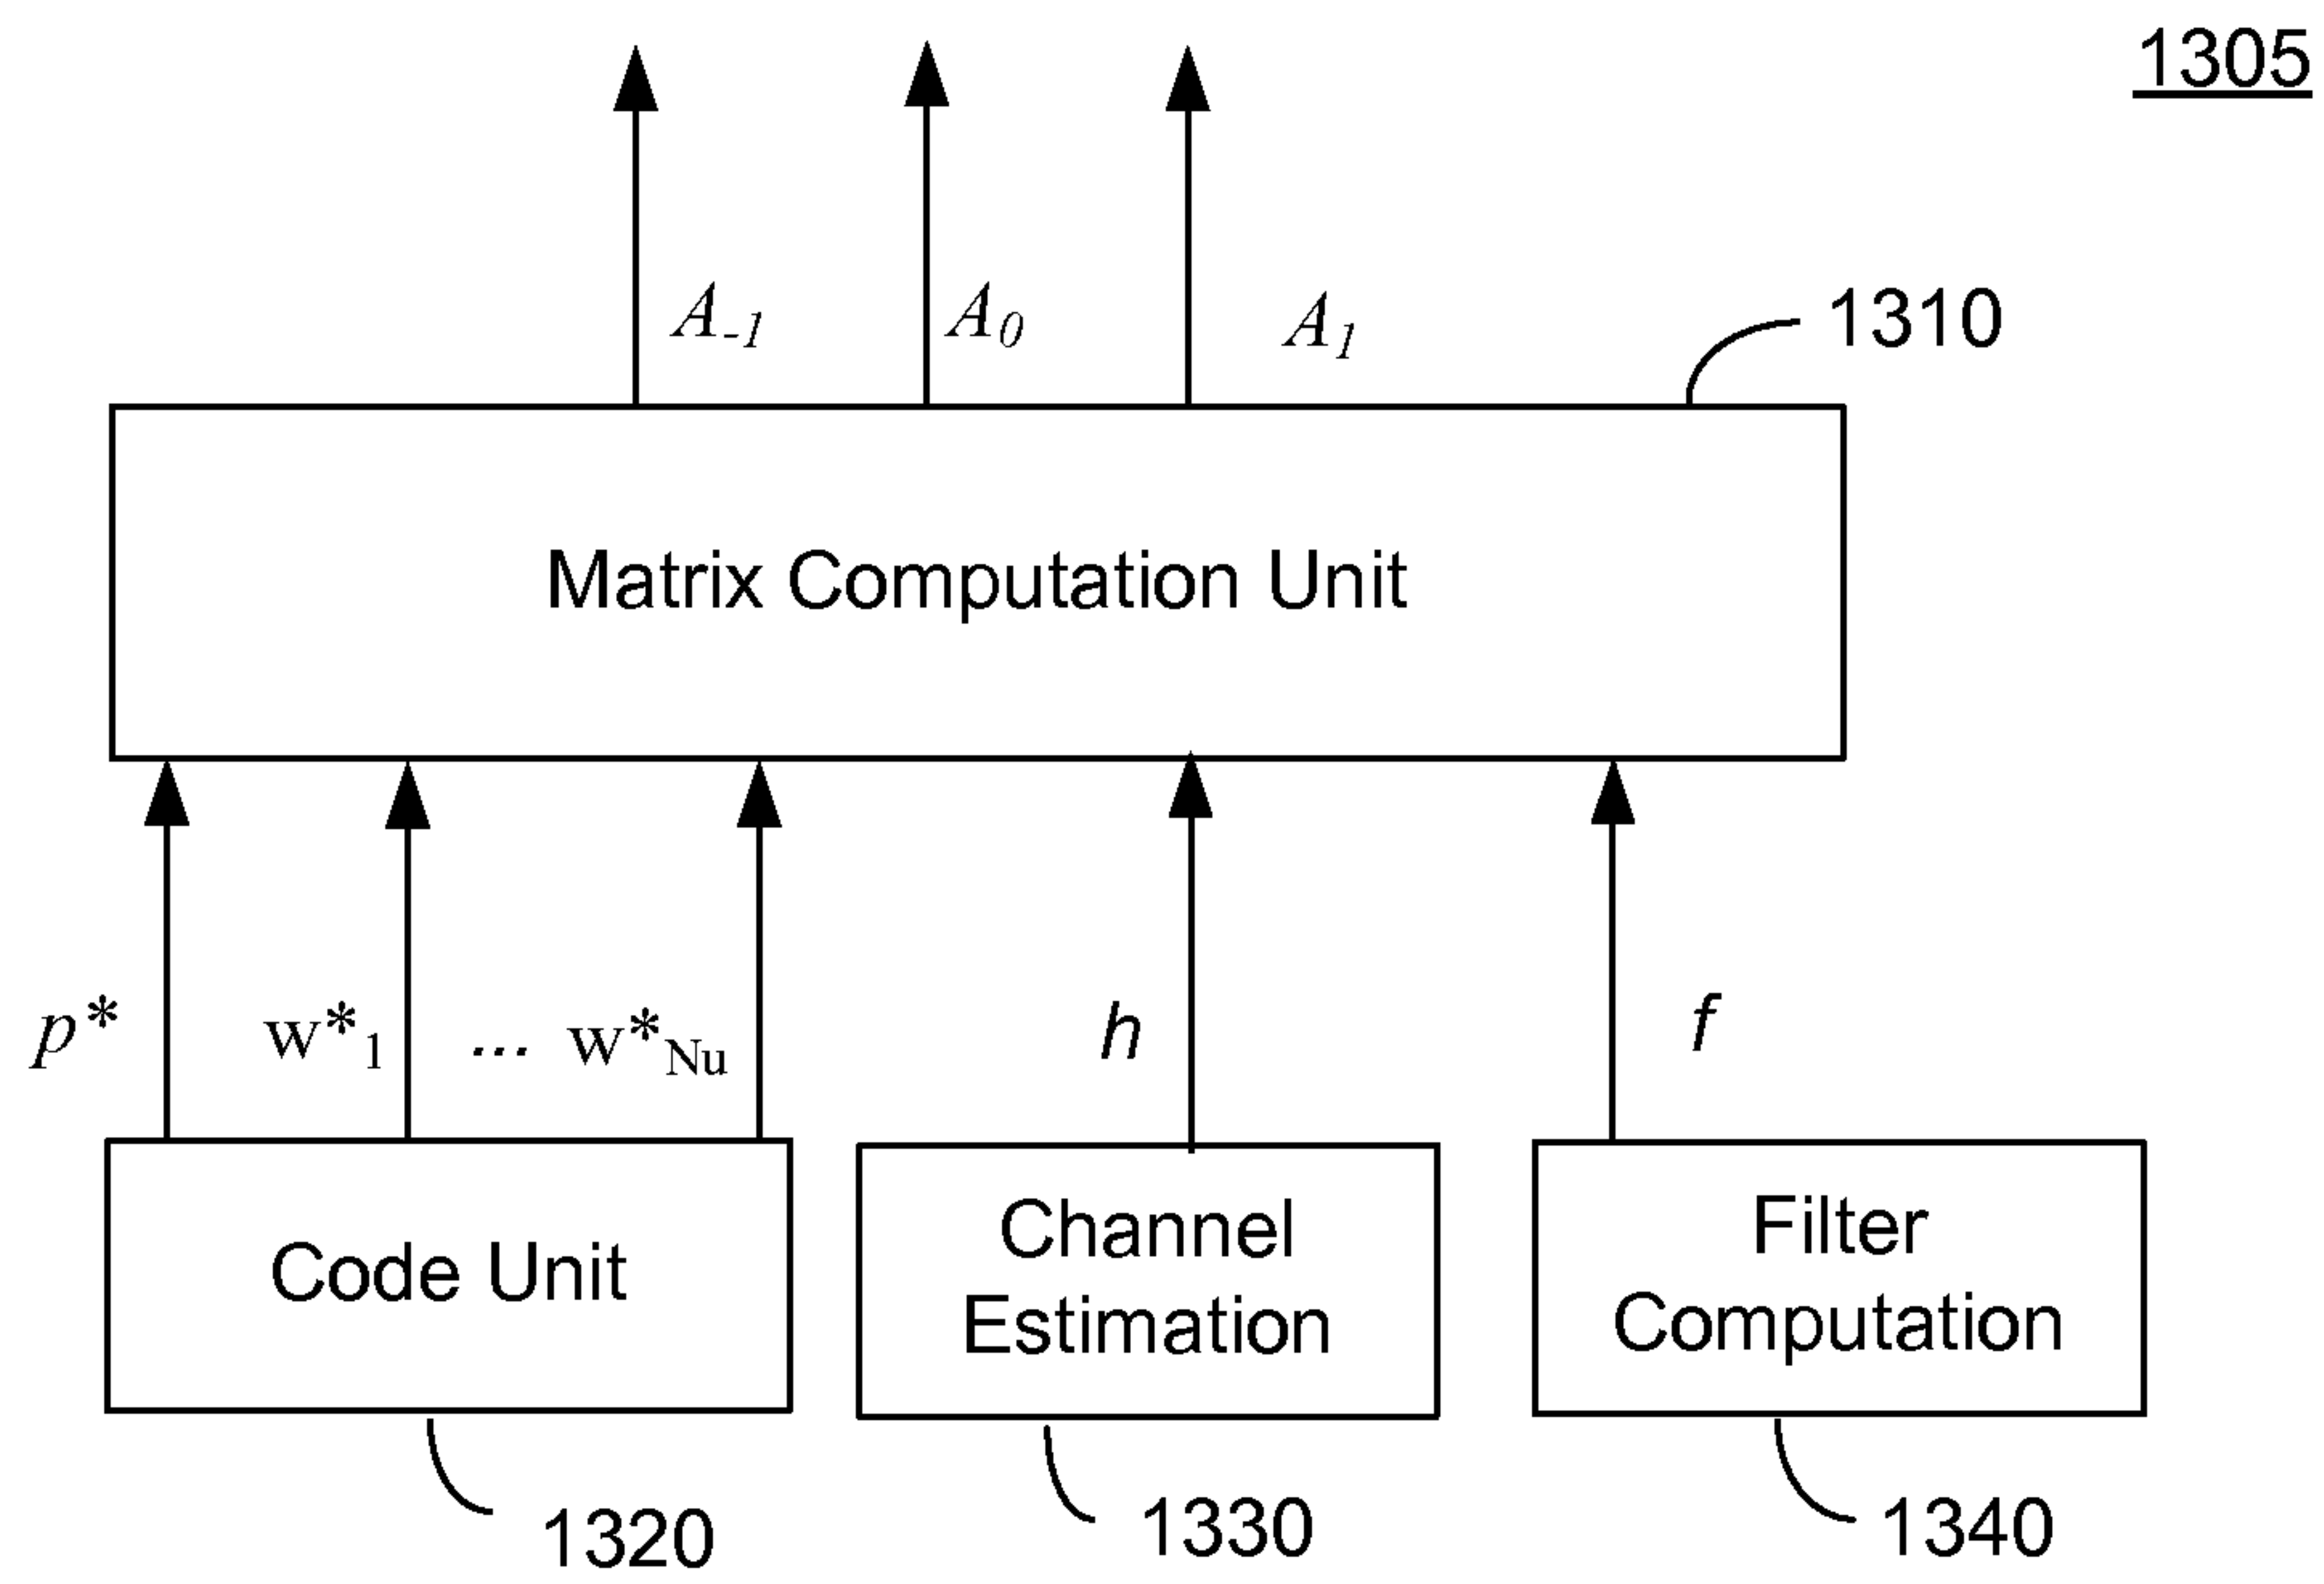 1305
A-1 A0 A1
1310
Matrix Computation Unit
p* w*1 ... w*Nu h f
Code Unit
Channel
Estimation
Filter
Computation
1320 1330 1340